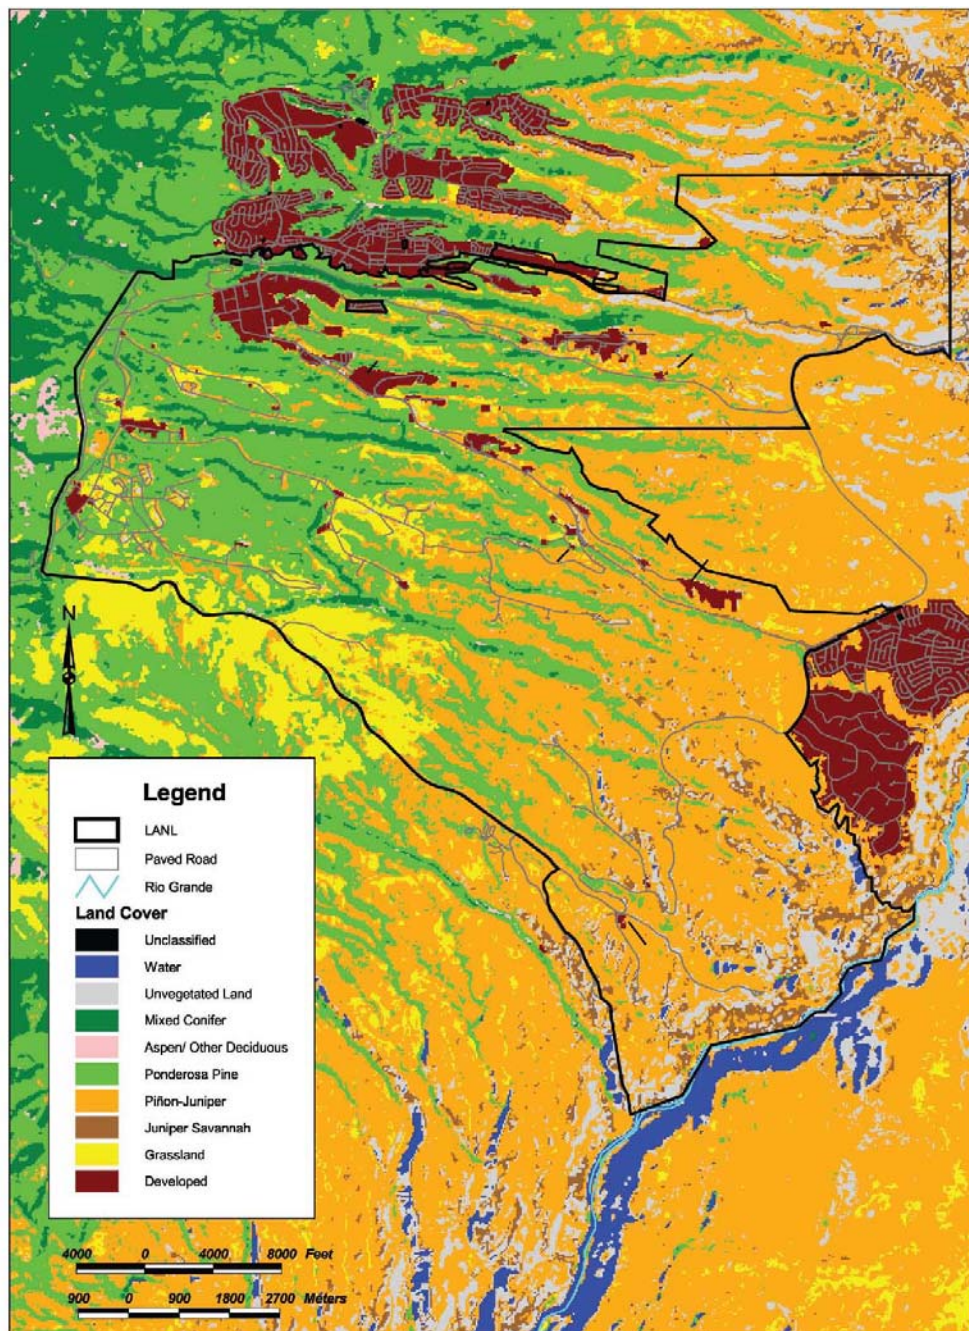 N
Legend
LANL
Paved Road
Rio Grande
Land Cover
Unclassified
Water
Unvegetated Land
Mixed Conifer
Aspen/ Other Deciduous
Ponderosa Pine
Piñon-Juniper
Juniper Savannah
Grassland
Developed
4000 0 4000 8000 Feet
900 0 900 1800 2700 Meters